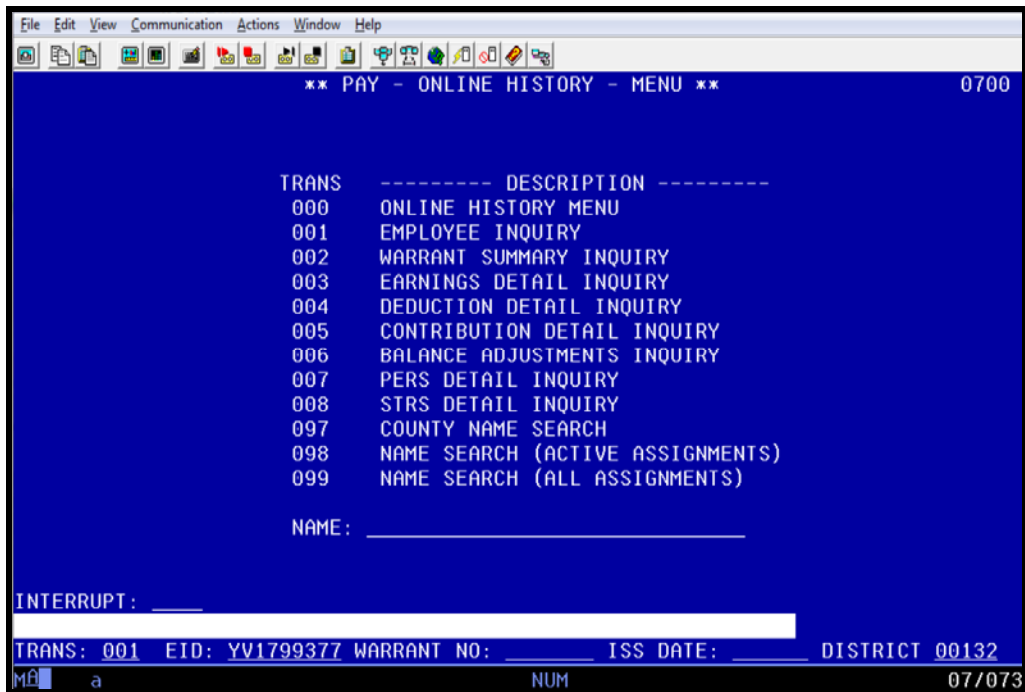 File Edit View Communication Actions Window Help
** PAY - ONLINE HISTORY - MENU ** 0700
TRANS --------- DESCRIPTION ---------
000 ONLINE HISTORY MENU
001 EMPLOYEE INQUIRY
002 WARRANT SUMMARY INQUIRY
003 EARNINGS DETAIL INQUIRY
004 DEDUCTION DETAIL INQUIRY
005 CONTRIBUTION DETAIL INQUIRY
006 BALANCE ADJUSTMENTS INQUIRY
007 PERS DETAIL INQUIRY
008 STRS DETAIL INQUIRY
097 COUNTY NAME SEARCH
098 NAME SEARCH (ACTIVE ASSIGNMENTS)
099 NAME SEARCH (ALL ASSIGNMENTS)
NAME: ______________________________
INTERRUPT: ____
TRANS: 001 EID: YV1799377 WARRANT NO: _______ ISS DATE: ______ DISTRICT 00132
a NUM 07/073